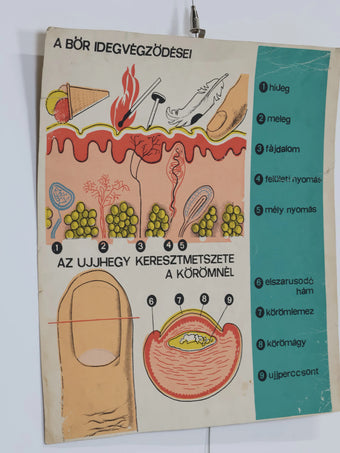 A BŐR IDEGVÉGZŐDÉSEI
1 hideg
2 meleg
3 fájdalom
4 felületi nyomás
5 mély nyomás
1 2 3 4 5
AZ UJJHEGY KERESZTMETSZETE
A KÖRÖMNÉL
6 7 8 9
6 elszarusodó
hám
7 körömlemez
8 körömágy
9 ujjperccsont